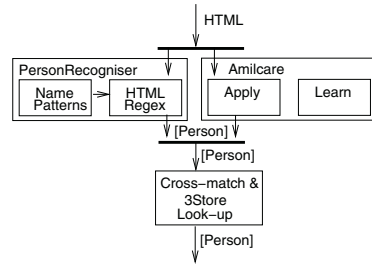 HTML
PersonRecogniser
Amilcare
Name
Patterns
HTML
Regex
Apply
Learn
[Person]
[Person]
Cross-match &
3Store
Look-up
[Person]